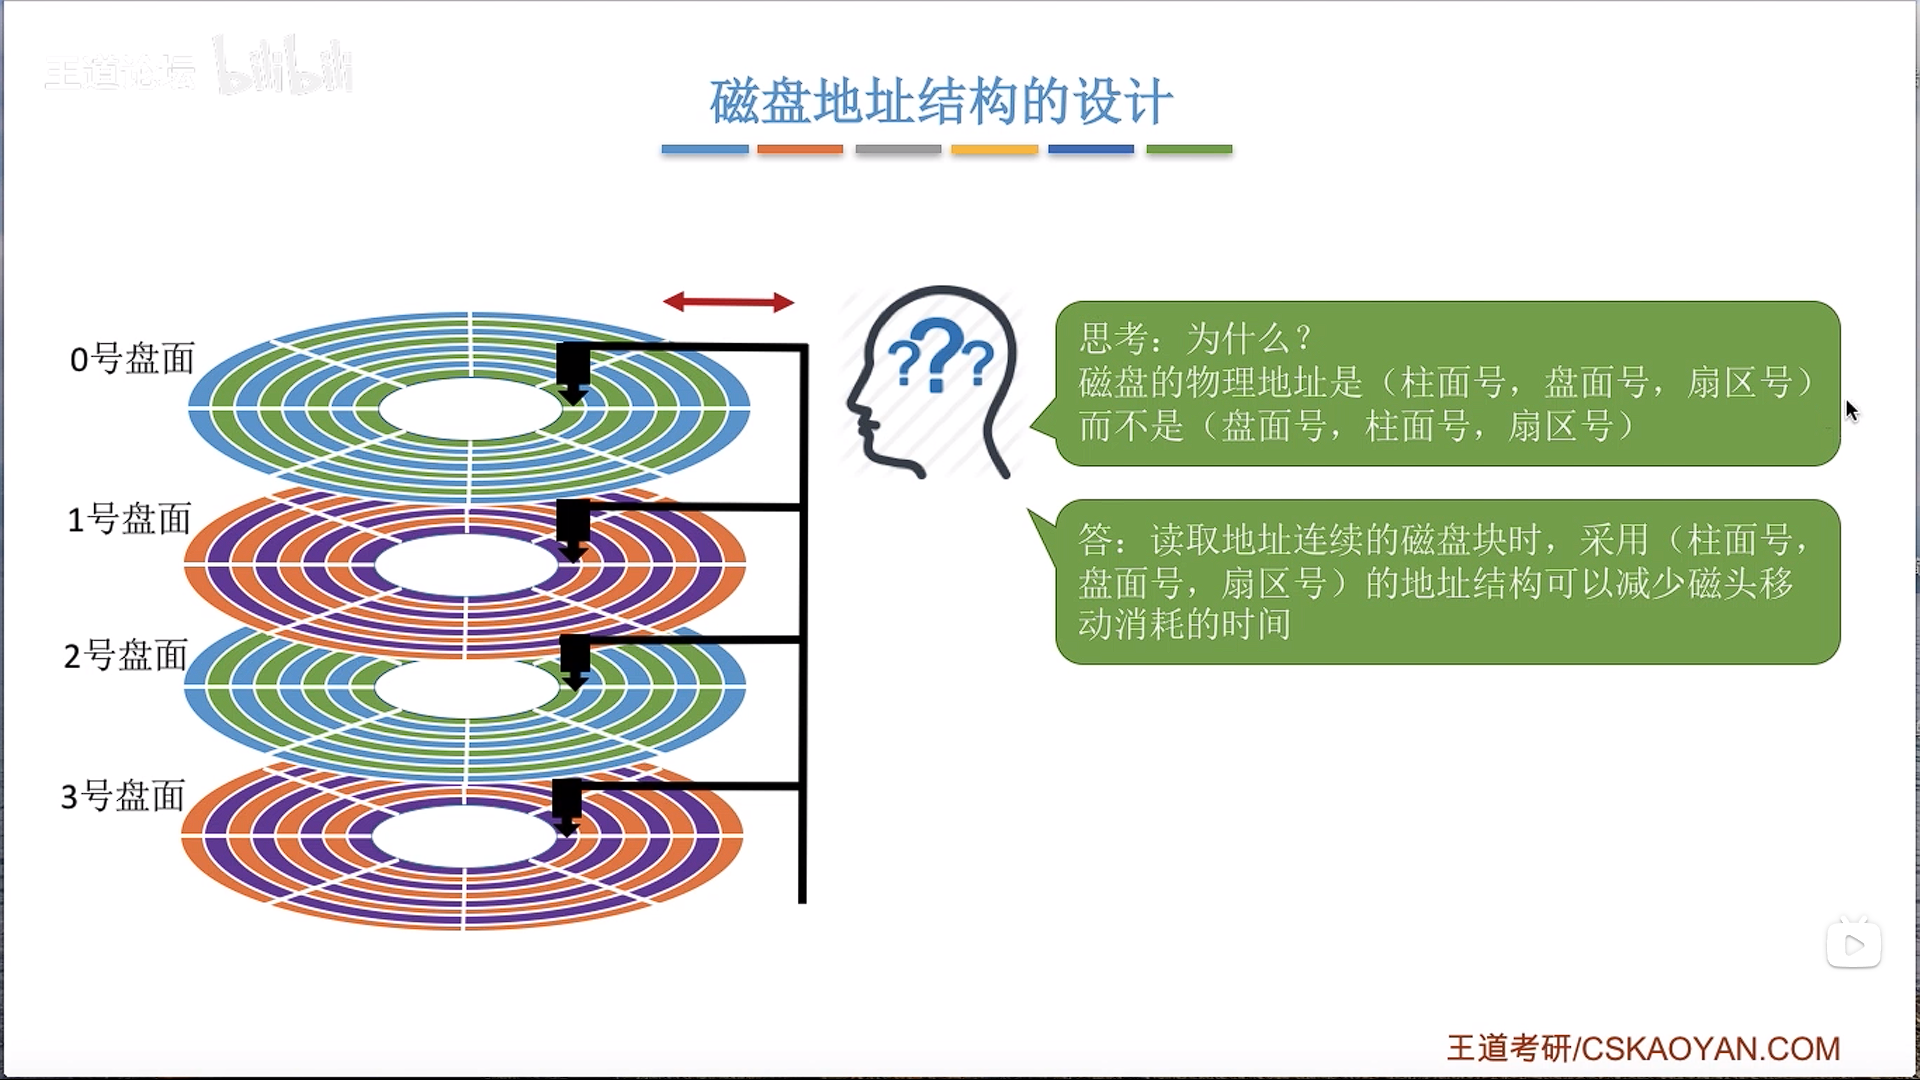 王道论坛 bilibili
磁盘地址结构的设计
0号盘面
1号盘面
2号盘面
3号盘面
???
思考：为什么？
磁盘的物理地址是（柱面号，盘面号，扇区号）
而不是（盘面号，柱面号，扇区号）
答：读取地址连续的磁盘块时，采用（柱面号，
盘面号，扇区号）的地址结构可以减少磁头移
动消耗的时间
王道考研/CSKAOYAN.COM